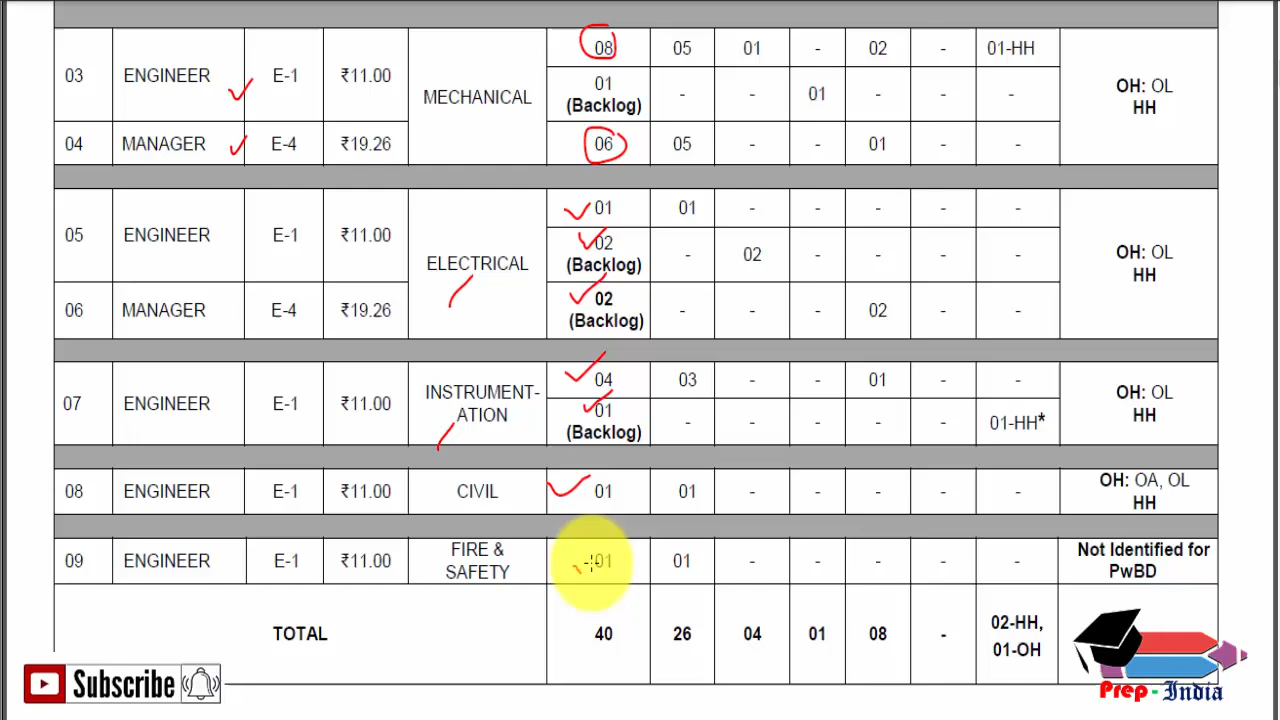 03 ENGINEER E-1 ₹11.00 MECHANICAL 08 05 01 - 02 - 01-HH OH: OL HH
01 (Backlog) - - 01 - - -
04 MANAGER E-4 ₹19.26 06 05 - - 01 - -
05 ENGINEER E-1 ₹11.00 ELECTRICAL 01 01 - - - - - OH: OL HH
02 (Backlog) - 02 - - - -
06 MANAGER E-4 ₹19.26 02 (Backlog) - - - 02 - -
07 ENGINEER E-1 ₹11.00 INSTRUMENT-ATION 04 03 - - 01 - - OH: OL HH
01 (Backlog) - - - - - 01-HH*
08 ENGINEER E-1 ₹11.00 CIVIL 01 01 - - - - - OH: OA, OL HH
09 ENGINEER E-1 ₹11.00 FIRE & SAFETY 01 01 - - - - - Not Identified for PwBD
TOTAL 40 26 04 01 08 - 02-HH, 01-OH
Subscribe
Prep - India